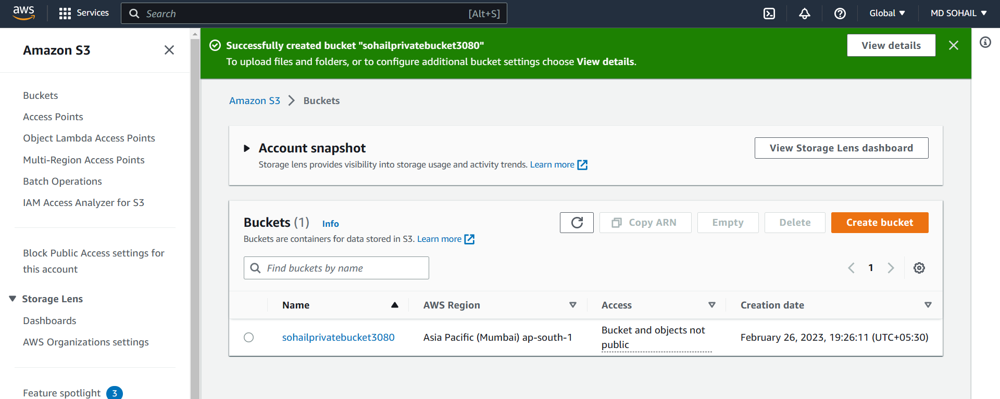 aws
Services
Search
[Alt+S]
Global
MD SOHAIL
Amazon S3
Buckets
Access Points
Object Lambda Access Points
Multi-Region Access Points
Batch Operations
IAM Access Analyzer for S3
Block Public Access settings for
this account
Storage Lens
Dashboards
AWS Organizations settings
Feature spotlight 3
Successfully created bucket "sohailprivatebucket3080"
To upload files and folders, or to configure additional bucket settings choose View details.
View details
Amazon S3 Buckets
Account snapshot
Storage lens provides visibility into storage usage and activity trends. Learn more
View Storage Lens dashboard
Buckets (1) Info
Buckets are containers for data stored in S3. Learn more
Copy ARN
Empty
Delete
Create bucket
Find buckets by name
1
Name AWS Region Access Creation date
sohailprivatebucket3080
Asia Pacific (Mumbai) ap-south-1
Bucket and objects not
public
February 26, 2023, 19:26:11 (UTC+05:30)